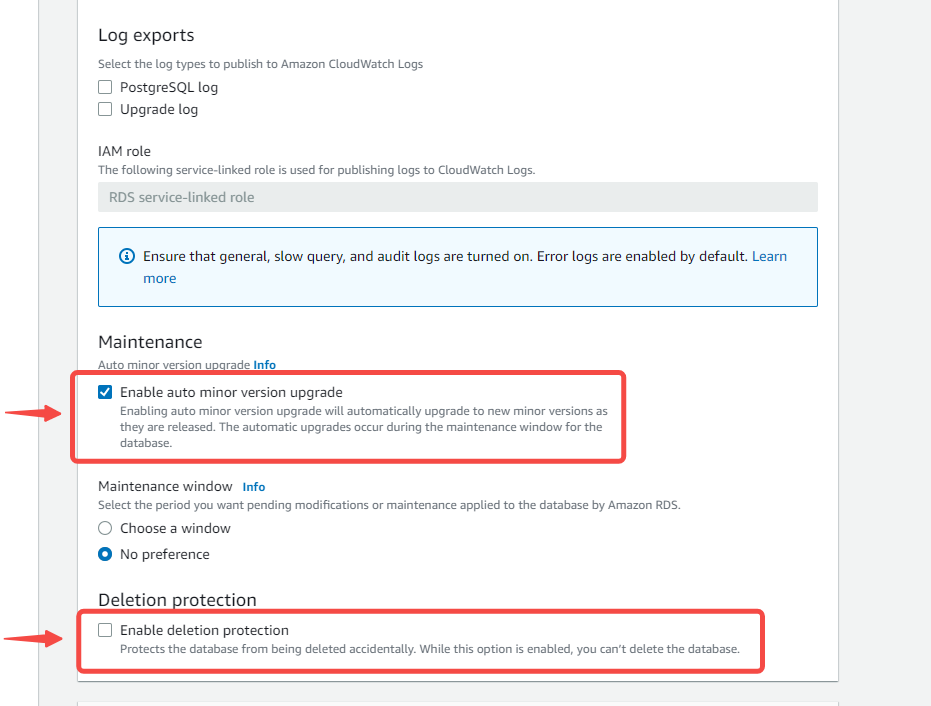 Log exports
Select the log types to publish to Amazon CloudWatch Logs
PostgreSQL log
Upgrade log
IAM role
The following service-linked role is used for publishing logs to CloudWatch Logs.
RDS service-linked role
Ensure that general, slow query, and audit logs are turned on. Error logs are enabled by default. Learn
more
Maintenance
Auto minor version upgrade Info
Enable auto minor version upgrade
Enabling auto minor version upgrade will automatically upgrade to new minor versions as
they are released. The automatic upgrades occur during the maintenance window for the
database.
Maintenance window Info
Select the period you want pending modifications or maintenance applied to the database by Amazon RDS.
Choose a window
No preference
Deletion protection
Enable deletion protection
Protects the database from being deleted accidentally. While this option is enabled, you can't delete the database.